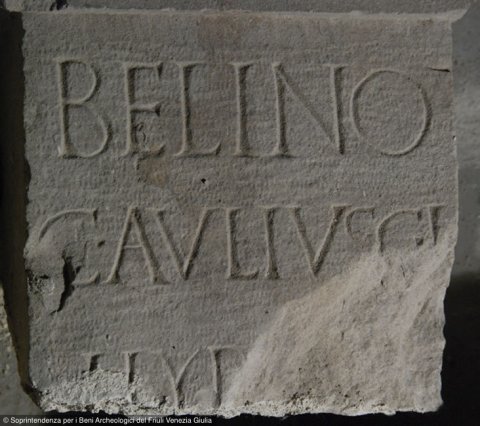 BELINO
C·AVLIVS C·L
© Soprintendenza per i Beni Archeologici del Friuli Venezia Giulia